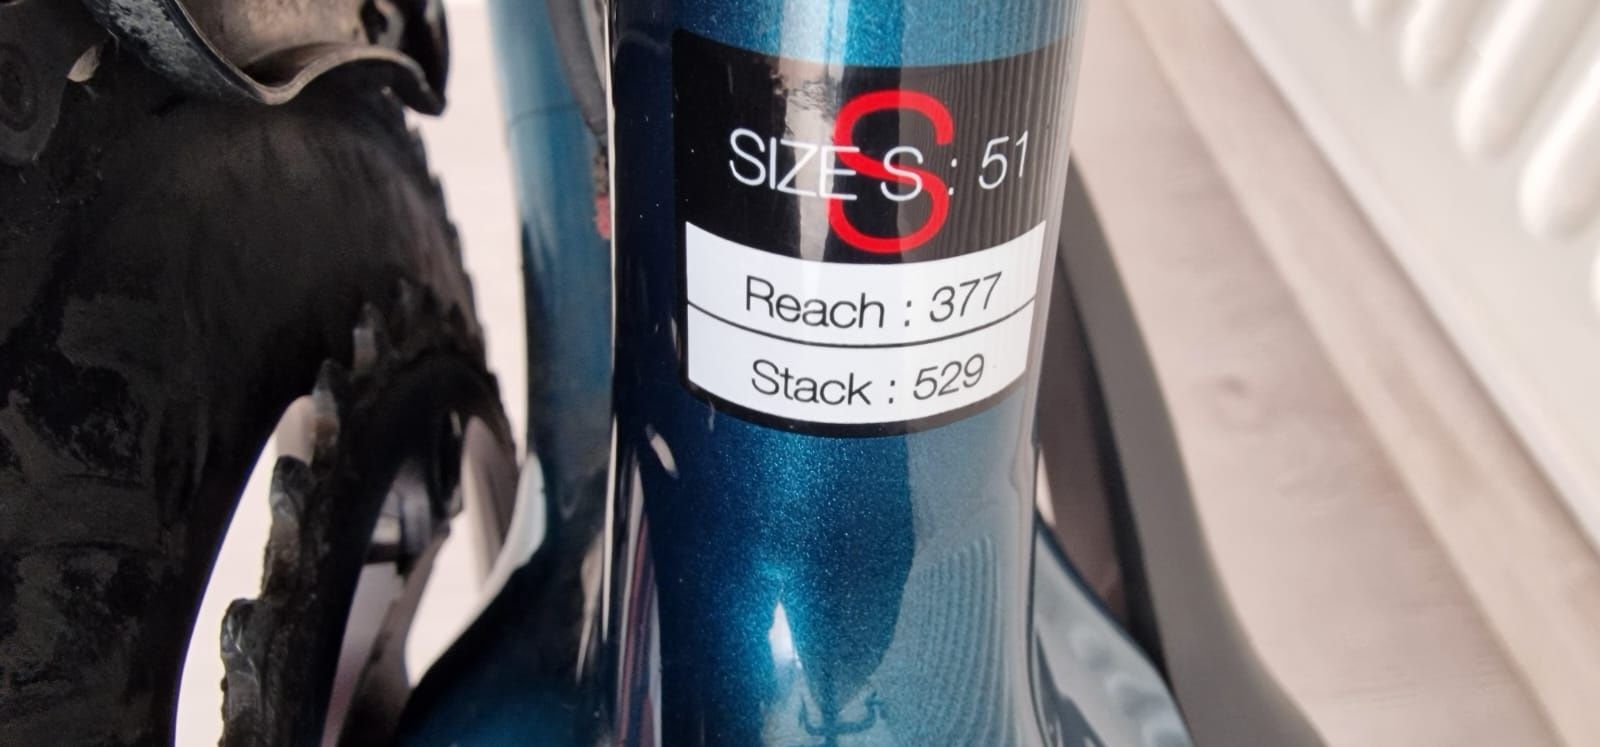 S
SIZE S : 51
Reach : 377
Stack : 529